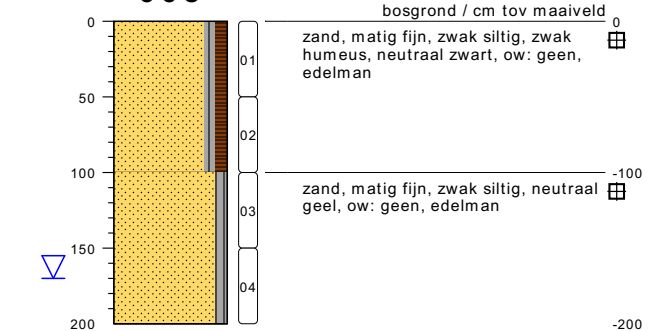 bosgrond / cm tov maaiveld
0
0
zand, matig fijn, zwak siltig, zwak
humeus, neutraal zwart, ow: geen,
edelman
01
50
02
100
-100
zand, matig fijn, zwak siltig, neutraal
geel, ow: geen, edelman
03
150
04
200
-200